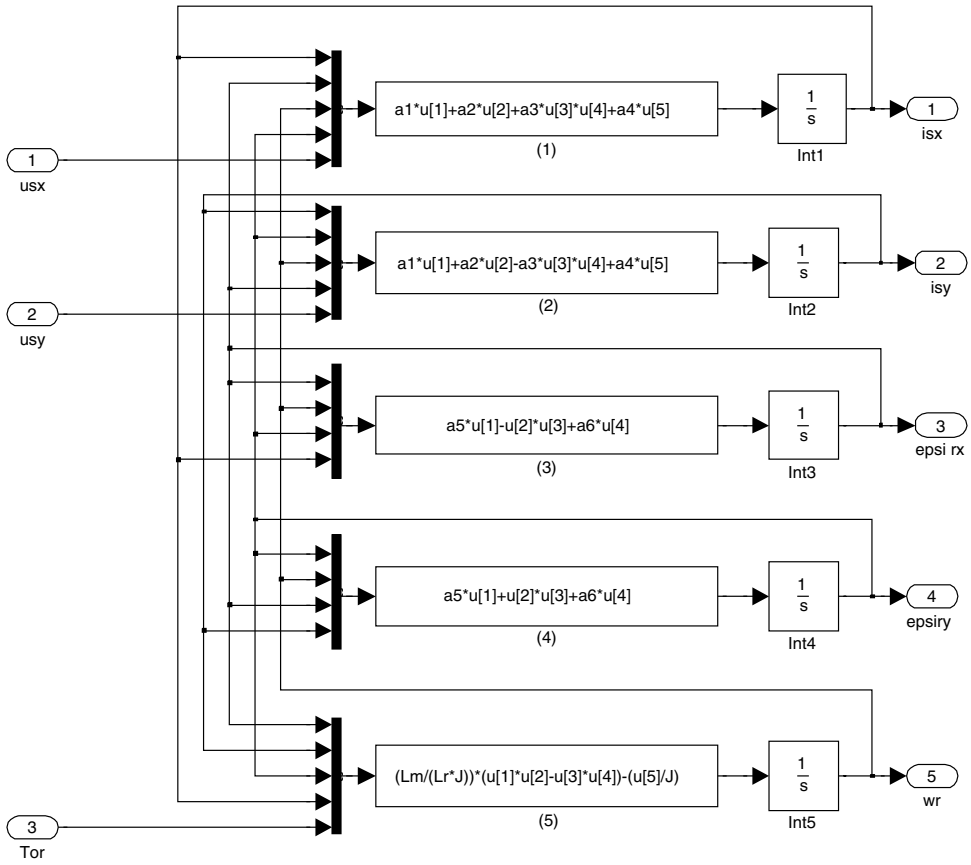 a1*u[1]+a2*u[2]+a3*u[3]*u[4]+a4*u[5]
(1)
1
s
Int1
1
isx
1
usx
a1*u[1]+a2*u[2]-a3*u[3]*u[4]+a4*u[5]
(2)
1
s
Int2
2
isy
2
usy
a5*u[1]-u[2]*u[3]+a6*u[4]
(3)
1
s
Int3
3
epsi rx
a5*u[1]+u[2]*u[3]+a6*u[4]
(4)
1
s
Int4
4
epsiry
(Lm/(Lr*J))*(u[1]*u[2]-u[3]*u[4])-(u[5]/J)
(5)
1
s
Int5
5
wr
3
Tor